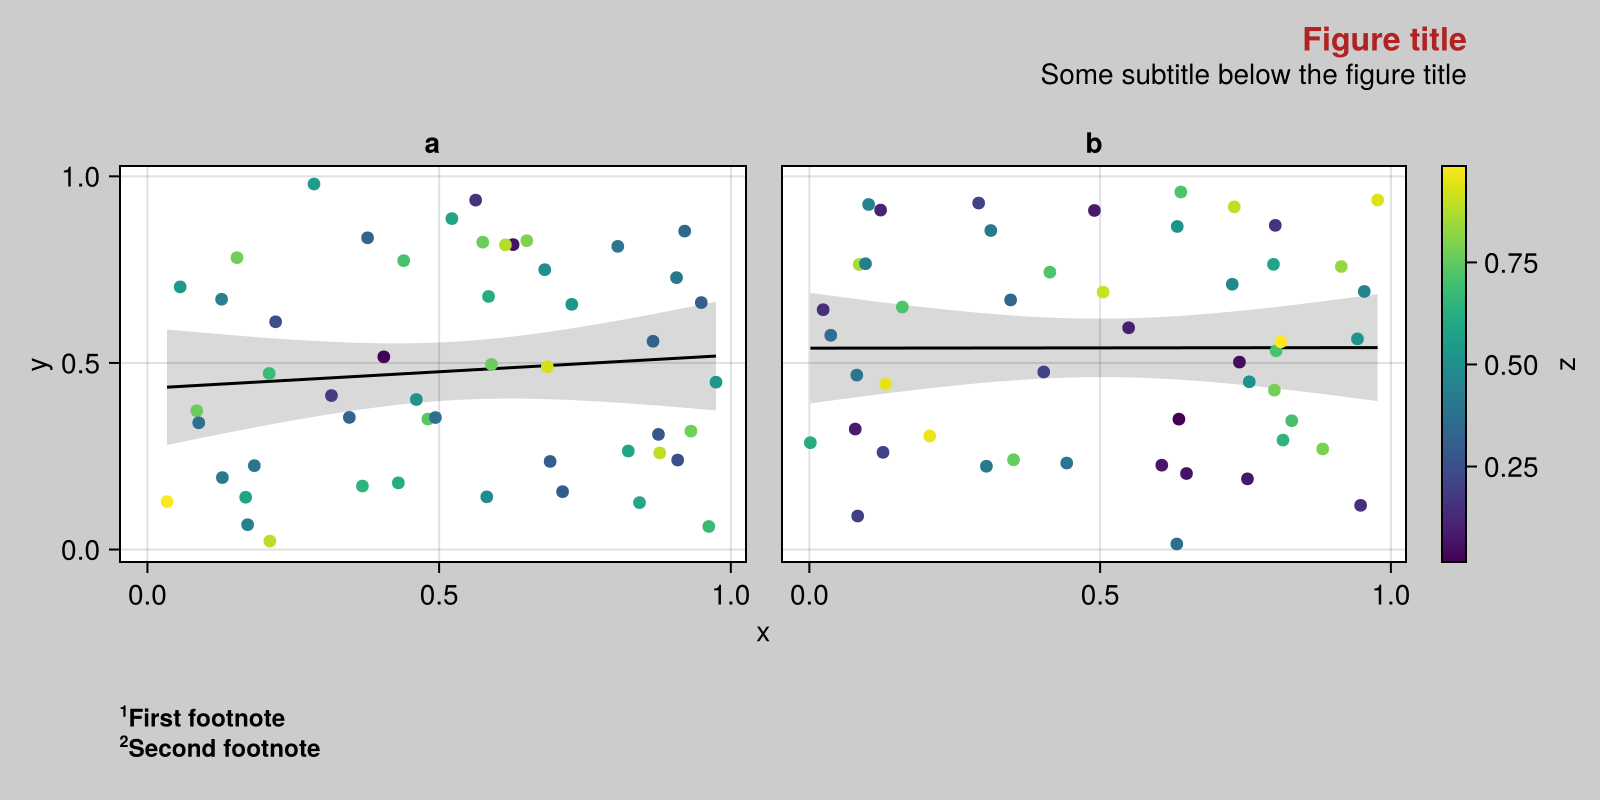 Figure title
Some subtitle below the figure title
a
b
1.0
0.5
0.0
y
0.0
0.5
1.0
0.0
0.5
1.0
x
0.75
0.50
0.25
z
¹First footnote
²Second footnote